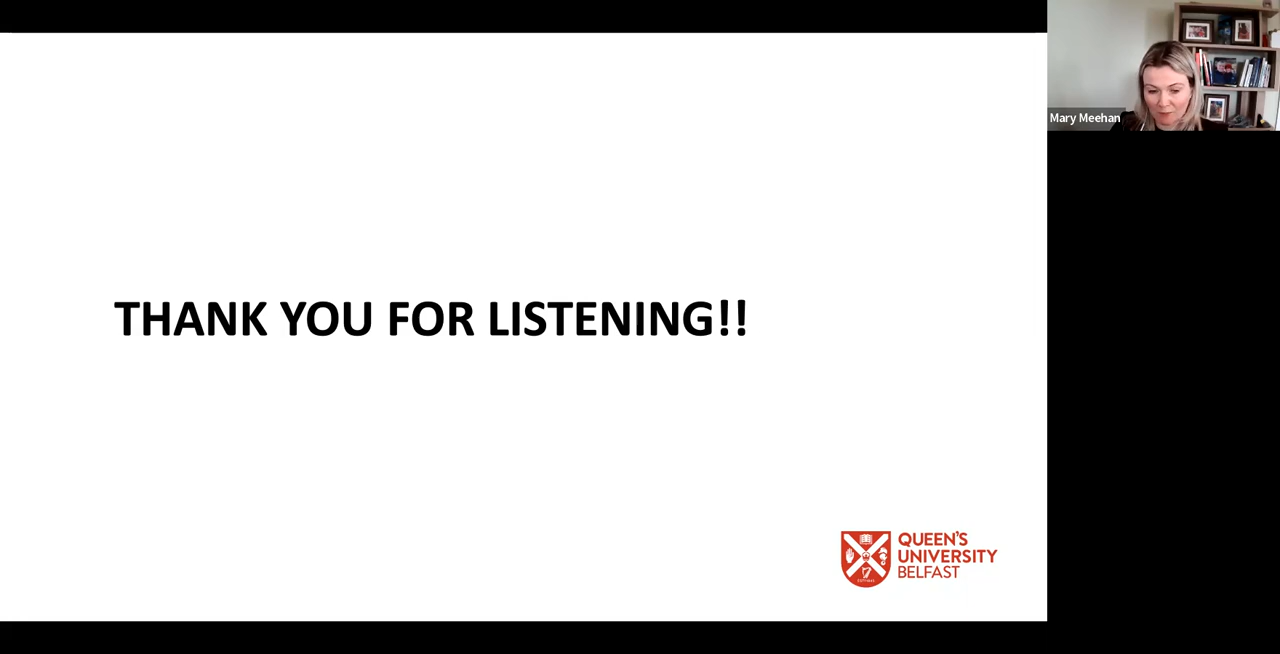 Mary Meehan
THANK YOU FOR LISTENING!!
QUEEN'S
UNIVERSITY
BELFAST